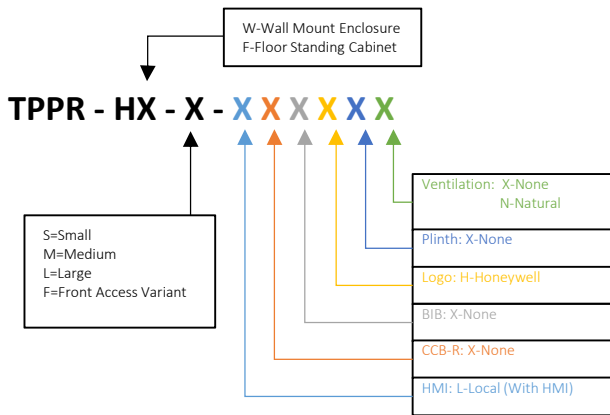 W-Wall Mount Enclosure
F-Floor Standing Cabinet
TPPR - HX - X - X X X X X X
Ventilation: X-None
N-Natural
S=Small
M=Medium
L=Large
F=Front Access Variant
Plinth: X-None
Logo: H-Honeywell
BIB: X-None
CCB-R: X-None
HMI: L-Local (With HMI)